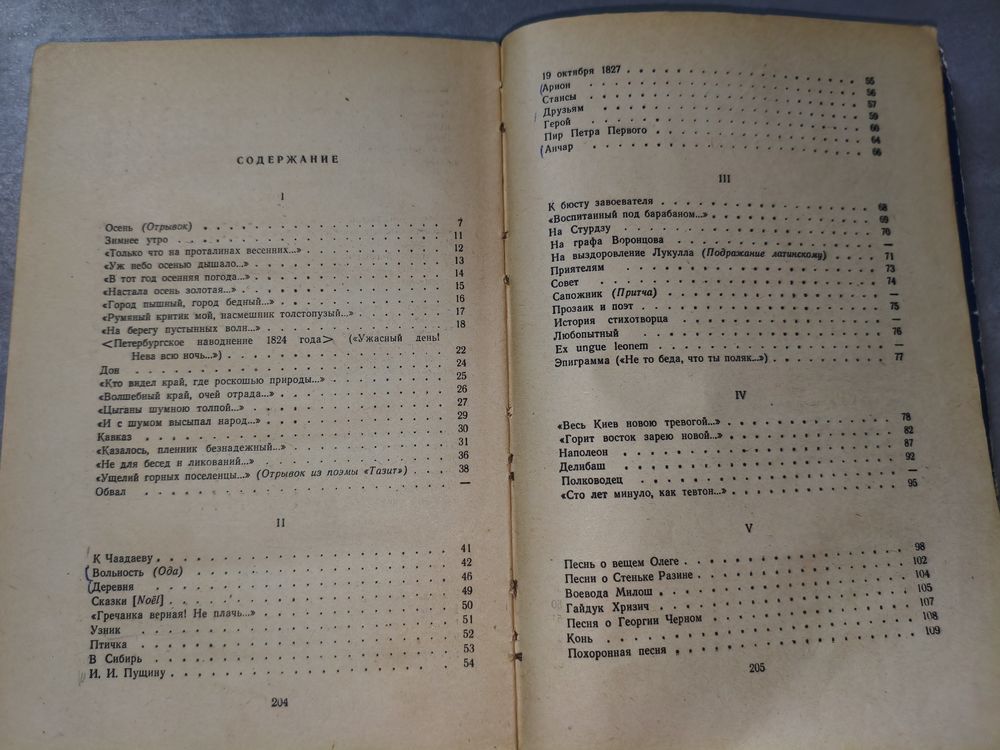 СОДЕРЖАНИЕ
I
Осень (Отрывок) 7
Зимнее утро 11
«Только что на проталинах весенних...» 12
«Уж небо осенью дышало...» 13
«В тот год осенняя погода...» 14
«Настала осень золотая...» 15
«Город пышный, город бедный...» 16
«Румяный критик мой, насмешник толстопузый...» 17
«На берегу пустынных волн...» 18
<Петербургское наводнение 1824 года> («Ужасный день!
Нева всю ночь...») 22
Дон 24
«Кто видел край, где роскошью природы...» 25
«Волшебный край, очей отрада...» 26
«Цыганы шумною толпой...» 27
«И с шумом высыпал народ...» 29
Кавказ 30
«Казалось, пленник безнадежный...» 31
«Не для бесед и ликований...» 36
«Ущелий горных поселенцы...» (Отрывок из поэмы «Тазит») 38
Обвал —
II
К Чаадаеву 41
Вольность (Ода) 42
Деревня 46
Сказки [Noël] 49
«Гречанка верная! Не плачь...» 50
Узник 51
Птичка 52
В Сибирь 53
И. И. Пущину 54
204
19 октября 1827 55
Арион 56
Стансы 57
Друзьям 59
Герой 60
Пир Петра Первого 64
Анчар 66
III
К бюсту завоевателя 68
«Воспитанный под барабаном...» 69
На Стурдзу 70
На графа Воронцова —
На выздоровление Лукулла (Подражание латинскому) 71
Приятелям 73
Совет 74
Сапожник (Притча) —
Прозаик и поэт 75
История стихотворца —
Любопытный 76
Ex ungue leonem —
Эпиграмма («Не то беда, что ты поляк...») 77
IV
«Весь Киев новою тревогой...» 78
«Горит восток зарею новой...» 82
Наполеон 87
Делибаш 92
Полководец —
«Сто лет минуло, как тевтон...» 95
V
Песнь о вещем Олеге 98
Песни о Стеньке Разине 102
Воевода Милош 104
Гайдук Хризич 105
Песня о Георгии Черном 107
Конь 108
Похоронная песня 109
205